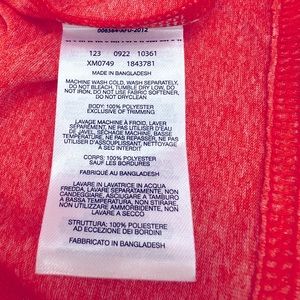 006584-AFU-2012
123 0922 10361
XM0749 1843781
MADE IN BANGLADESH
MACHINE WASH COLD, WASH SEPARATELY,
DO NOT BLEACH, TUMBLE DRY LOW, DO
NOT IRON, DO NOT USE FABRIC SOFTENER,
DO NOT DRYCLEAN
BODY: 100% POLYESTER
EXCLUSIVE OF TRIMMING
LAVAGE MACHINE À FROID, LAVER
SÉPARÉMENT, NE PAS UTILISER D'EAU
DE JAVEL, SÉCHAGE MACHINE, BASSE
TEMPÉRATURE, NE PAS REPASSER, NE PAS
UTILISER D'ASSOUPLISSANT, NETTOYAGE
A SEC INTERDIT
CORPS: 100% POLYESTER
SAUF LES BORDURES
FABRIQUÉ AU BANGLADESH
LAVARE IN LAVATRICE IN ACQUA
FREDDA, LAVARE SEPARATAMENTE, NON
CANDEGGIARE, ASCIUGARE A TAMBURO
A BASSA TEMPERATURA, NON STIRARE,
NON UTILIZZARE AMMORBIDENTE, NON
LAVARE A SECCO
STRUTTURA: 100% POLIESTERE
AD ECCEZIONE DEI BORDINI
FABBRICATO IN BANGLADESH